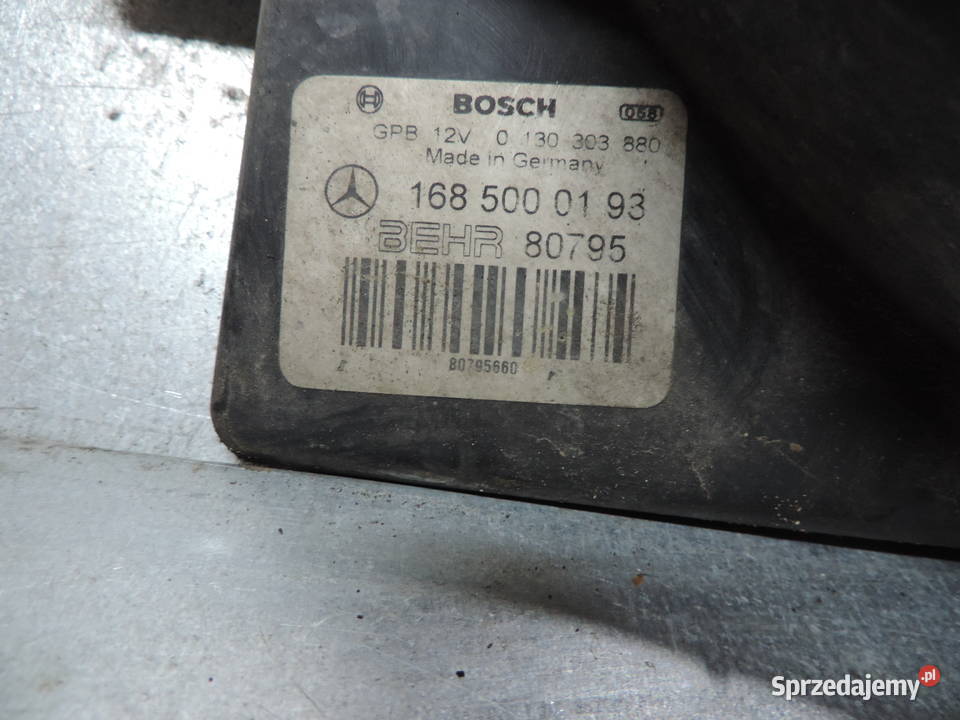 BOSCH 058
GPB 12V 0 130 303 880
Made in Germany
168 500 01 93
BEHR 80795
80795660
Sprzedajemy.pl